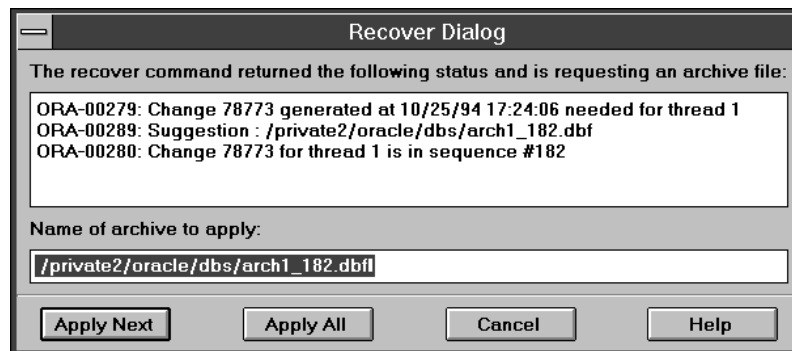 Recover Dialog
The recover command returned the following status and is requesting an archive file:
ORA-00279: Change 78773 generated at 10/25/94 17:24:06 needed for thread 1
ORA-00289: Suggestion : /private2/oracle/dbs/arch1_182.dbf
ORA-00280: Change 78773 for thread 1 is in sequence #182
Name of archive to apply:
/private2/oracle/dbs/arch1_182.dbf
Apply Next Apply All Cancel Help